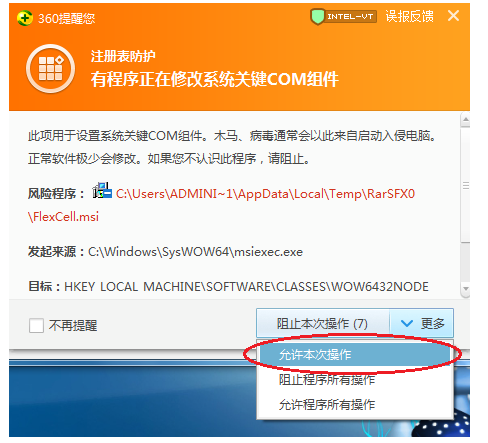 360提醒您
INTEL-VT
误报反馈
注册表防护
有程序正在修改系统关键COM组件
此项用于设置系统关键COM组件。木马、病毒通常会以此来自启动入侵电脑。
正常软件极少会修改。如果您不认识此程序，请阻止。
风险程序：C:\Users\ADMINI~1\AppData\Local\Temp\RarSFX0
\FlexCell.msi
发起来源：C:\Windows\SysWOW64\msiexec.exe
目标：HKEY_LOCAL_MACHINE\SOFTWARE\CLASSES\WOW6432NODE
不再提醒
阻止本次操作 (7)
更多
允许本次操作
阻止程序所有操作
允许程序所有操作